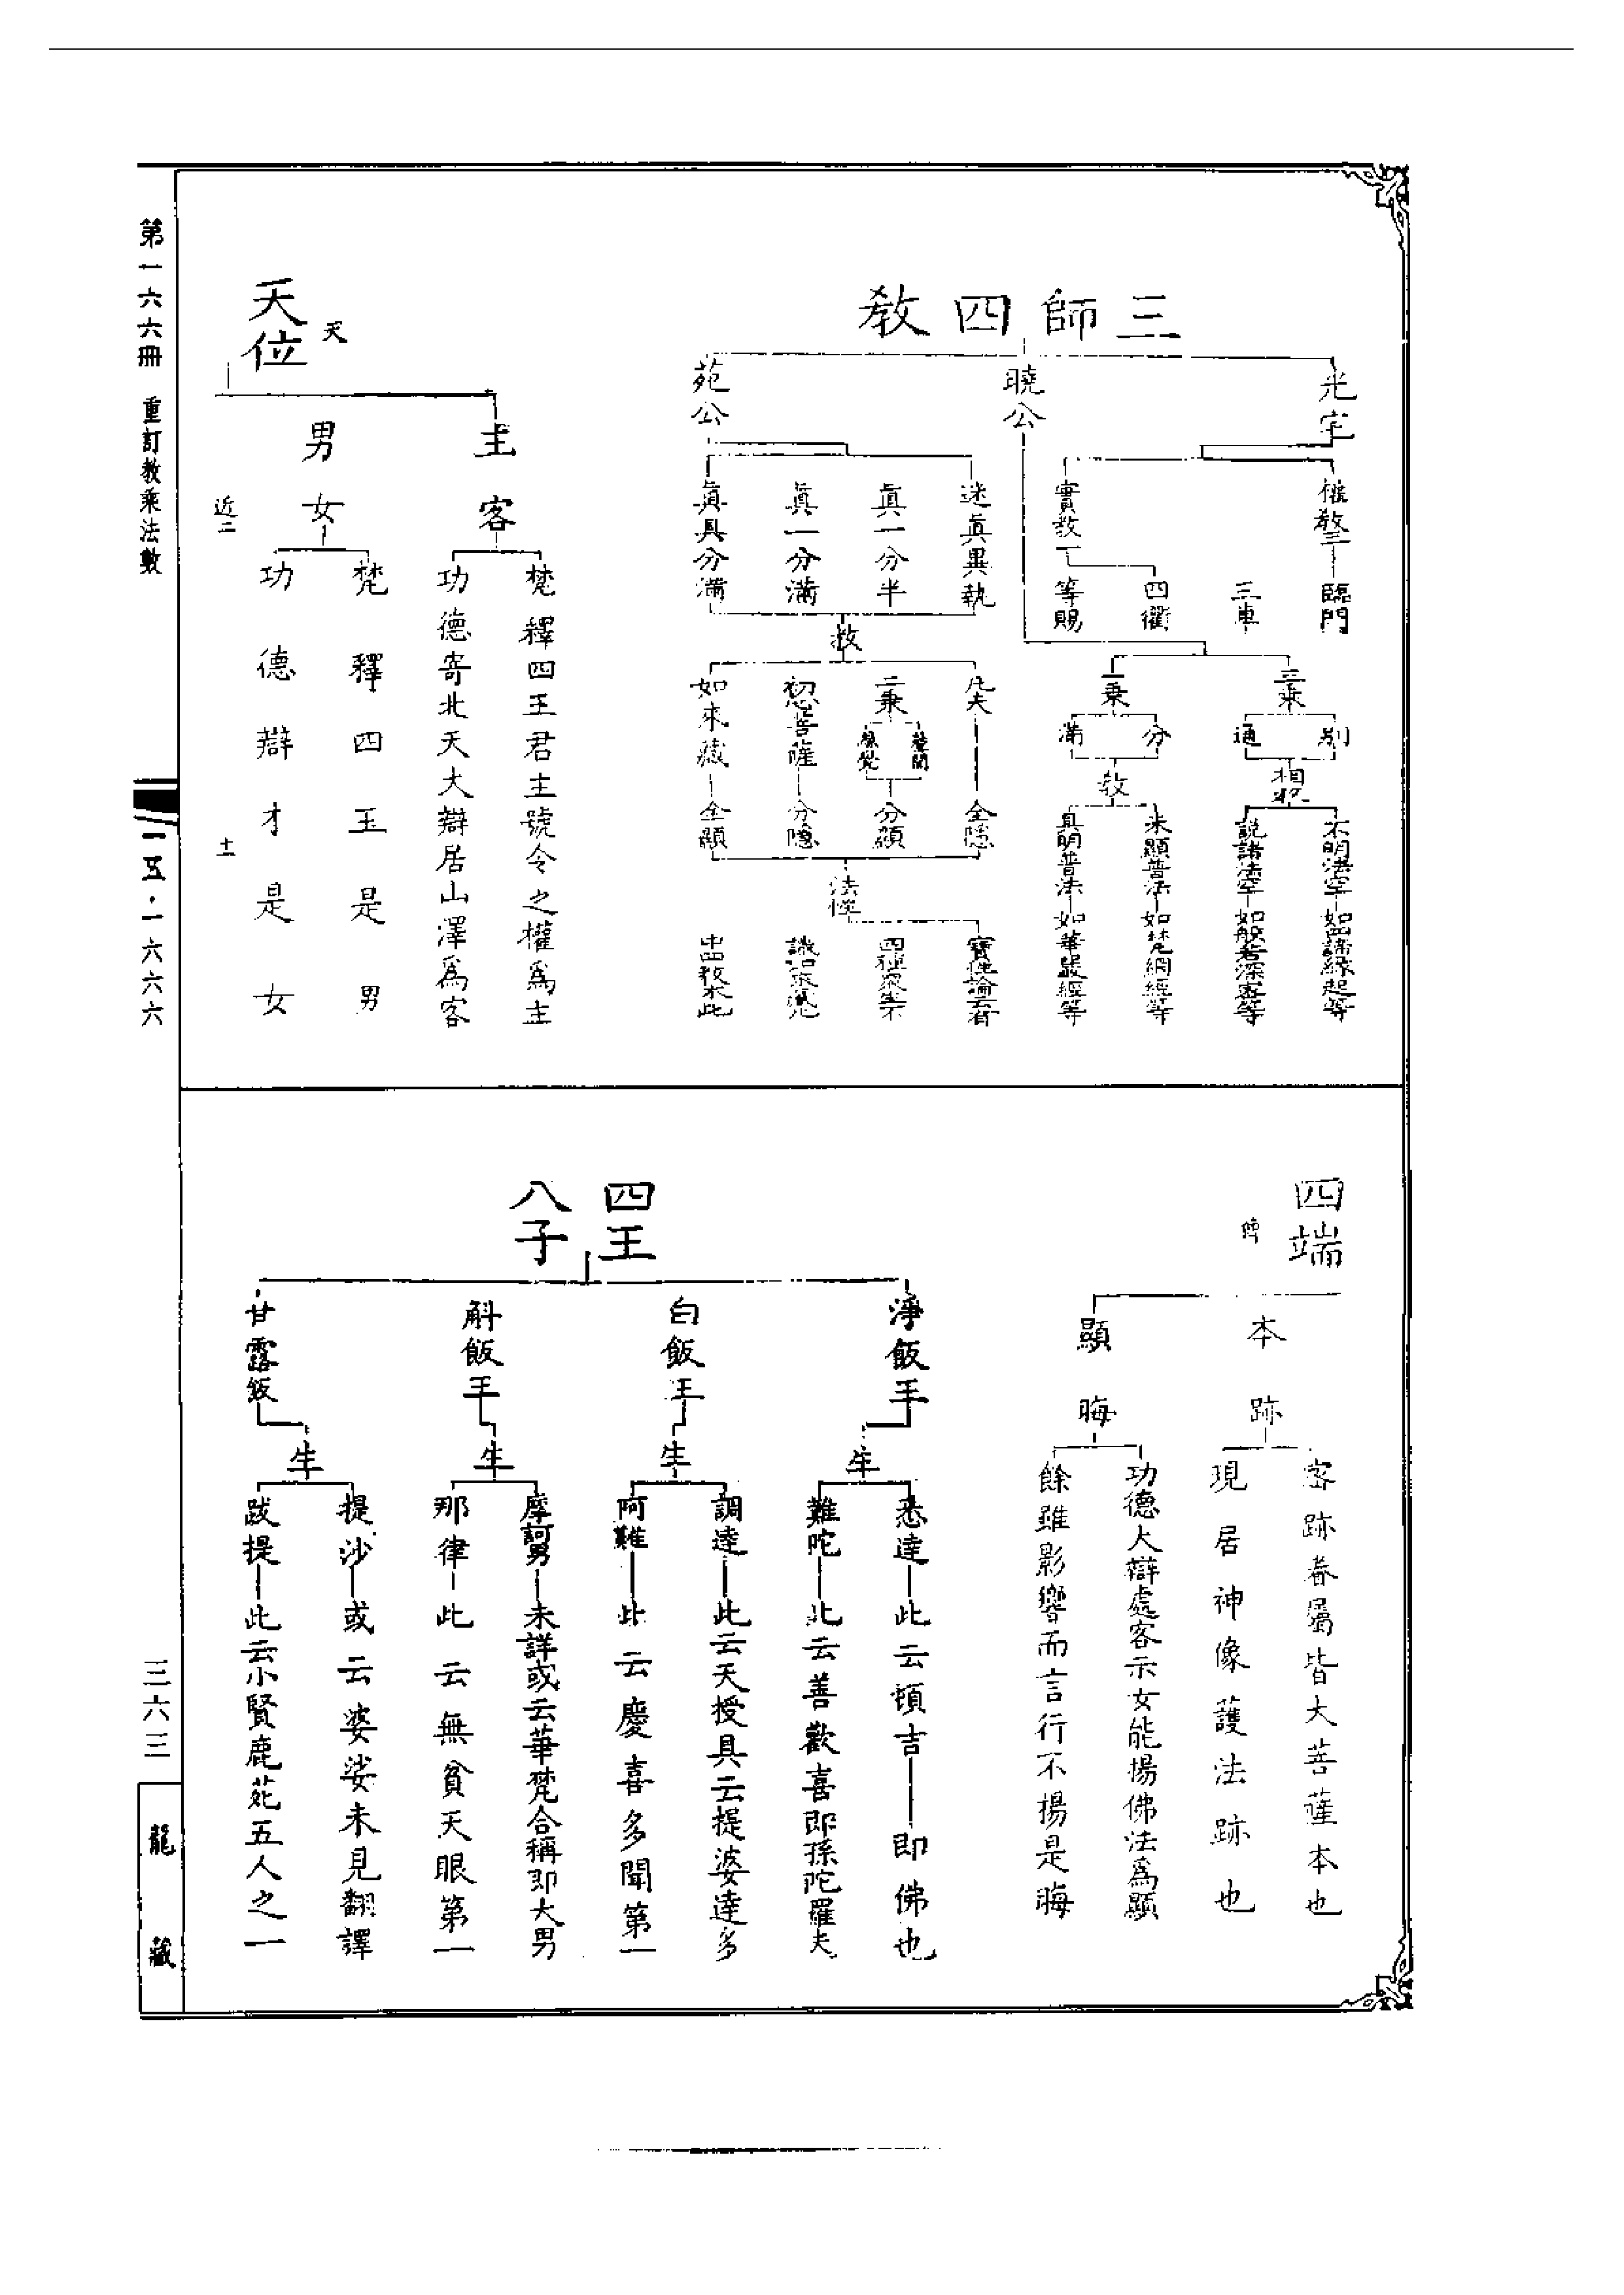 三師四教
光宅
權教三
臨門
三車
實教
四衢
等賜
曉公
三乘
別
通
相教
不明法空
如四諦緣起等
說諸法空
如般若深密等
一乘
分
滿
教
未顯普法
如梵網經等
具明普法
如華嚴經等
苑公
迷真異執
真一分半
真一分滿
真具分滿
教
凡夫
全隱
二乘
聲聞
緣覺
分顯
初心菩薩
分隱
如來藏
全顯
法性
寶性論云有
四種眾生不
識如來藏
出教本此
天位
天
主客
梵釋四王君主號令之權為主
功德寄北天大辯居山澤為客
男女
梵釋四王是男
功德辯才是女
近二
土
四端
本跡
客跡眷屬皆大菩薩本也
現居神像護法跡也
顯晦
功德大辯處客示女能揚佛法為顯
餘雖影響而言行不揚是晦
四王
八子
淨飯王
生
悉達
此云頓吉
即佛也
難陀
此云善歡喜即孫陀羅夫
白飯王
生
調達
此云天授具云提婆達多
阿難
此云慶喜多聞第一
斛飯王
生
摩訶男
未詳或云華梵合稱即大男
那律
此云無貧天眼第一
甘露飯
生
提沙
或云婆娑未見翻譯
跋提
此云小賢鹿苑五人之一
第一六六冊 重訂教乘法數
一五·一六六六
三六三
龍藏